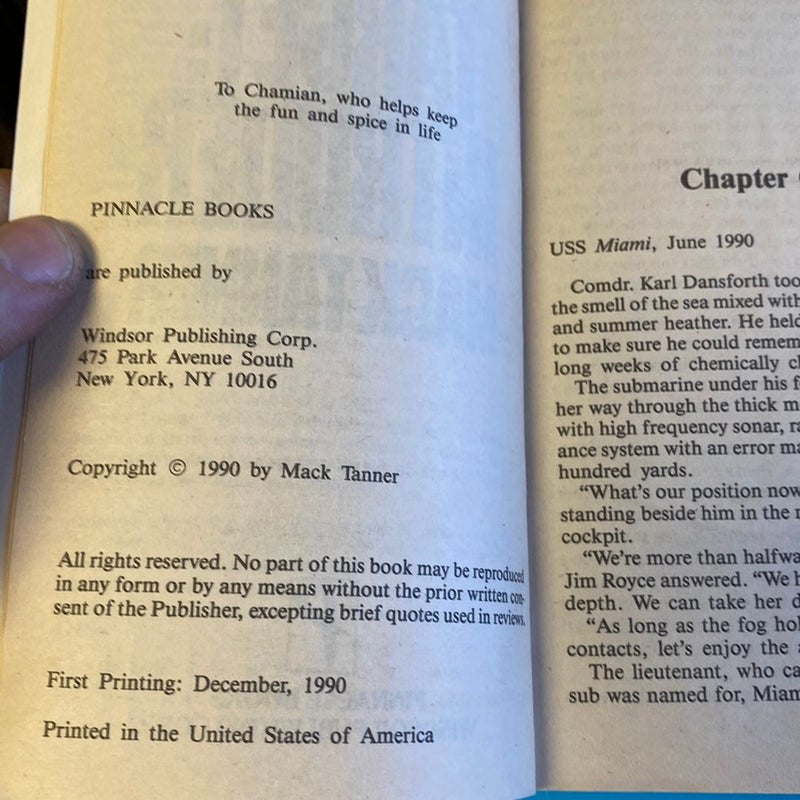 To Chamian, who helps keep
the fun and spice in life
PINNACLE BOOKS
are published by
Windsor Publishing Corp.
475 Park Avenue South
New York, NY 10016
Copyright © 1990 by Mack Tanner
All rights reserved. No part of this book may be reproduced
in any form or by any means without the prior written con-
sent of the Publisher, excepting brief quotes used in reviews.
First Printing: December, 1990
Printed in the United States of America
Chapter
USS Miami, June 1990
Comdr. Karl Dansforth too
the smell of the sea mixed with
and summer heather. He held
to make sure he could remem
long weeks of chemically
The submarine under his
her way through the thick
with high frequency sonar,
ance system with an error
hundred yards.
“What’s our position now
standing beside him in the
cockpit.
“We’re more than halfwa
Jim Royce answered. “We
depth. We can take her
“As long as the fog
contacts, let’s enjoy the
The lieutenant, who
sub was named for,